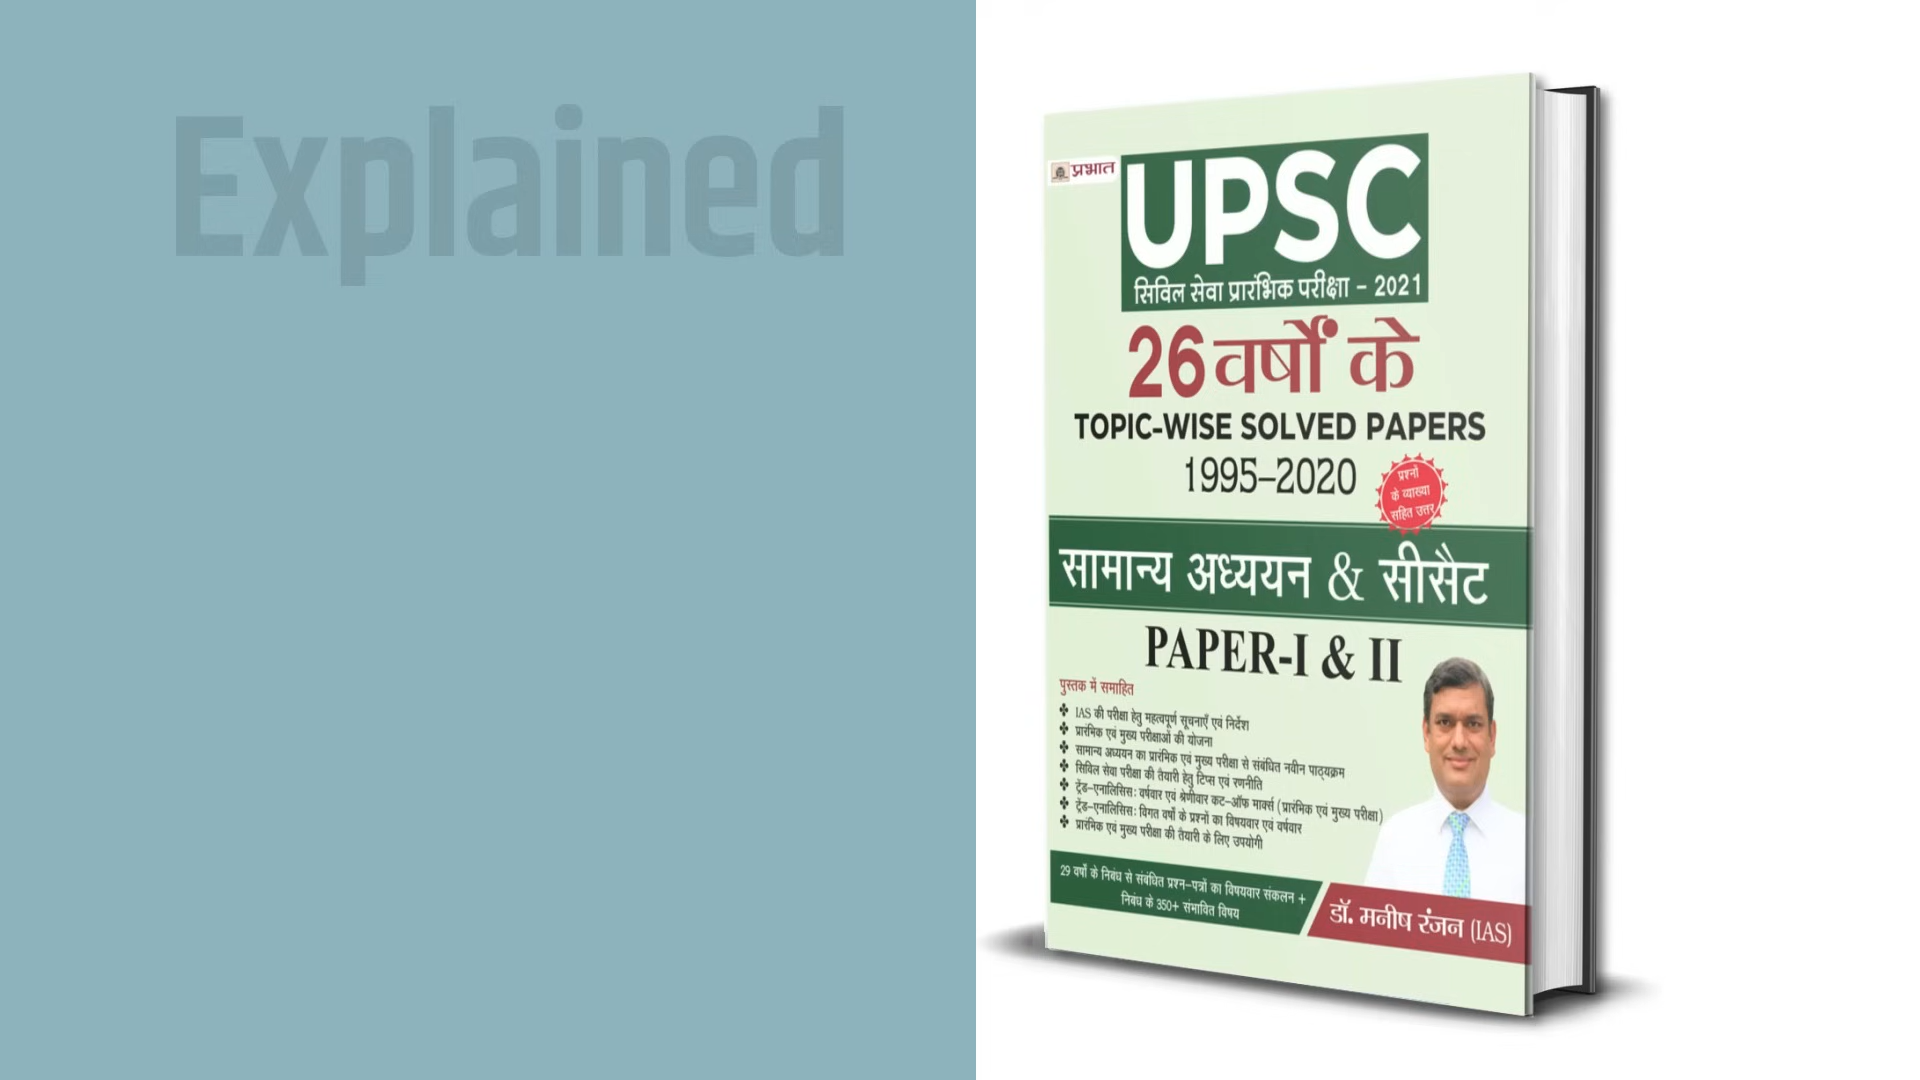 Explained
प्रभात
UPSC
सिविल सेवा प्रारंभिक परीक्षा - 2021
26 वर्षों के
TOPIC-WISE SOLVED PAPERS
1995–2020
प्रश्नों
के व्याख्या
सहित उत्तर
सामान्य अध्ययन & सीसैट
PAPER-I & II
पुस्तक में समाहित
IAS की परीक्षा हेतु महत्वपूर्ण सूचनाएँ एवं निर्देश
प्रारंभिक एवं मुख्य परीक्षाओं की योजना
सामान्य अध्ययन का प्रारंभिक एवं मुख्य परीक्षा से संबंधित नवीन पाठ्यक्रम
सिविल सेवा परीक्षा की तैयारी हेतु टिप्स एवं रणनीति
ट्रेंड-एनालिसिस: वर्षवार एवं श्रेणीवार कट-ऑफ मार्क्स (प्रारंभिक एवं मुख्य परीक्षा)
ट्रेंड-एनालिसिस: विगत वर्षों के प्रश्नों का विषयवार एवं वर्षवार
प्रारंभिक एवं मुख्य परीक्षा की तैयारी के लिए उपयोगी
29 वर्षों के निबंध से संबंधित प्रश्न-पत्रों का विषयवार संकलन +
निबंध के 350+ संभावित विषय
डॉ. मनीष रंजन (IAS)